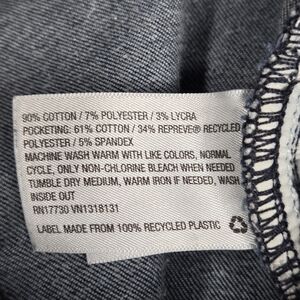 90% COTTON / 7% POLYESTER / 3% LYCRA
POCKETING: 61% COTTON / 34% REPREVE® RECYCLED
POLYESTER / 5% SPANDEX
MACHINE WASH WARM WITH LIKE COLORS, NORMAL
CYCLE, ONLY NON-CHLORINE BLEACH WHEN NEEDED
TUMBLE DRY MEDIUM, WARM IRON IF NEEDED, WASH
INSIDE OUT
RN17730 VN1318131
LABEL MADE FROM 100% RECYCLED PLASTIC